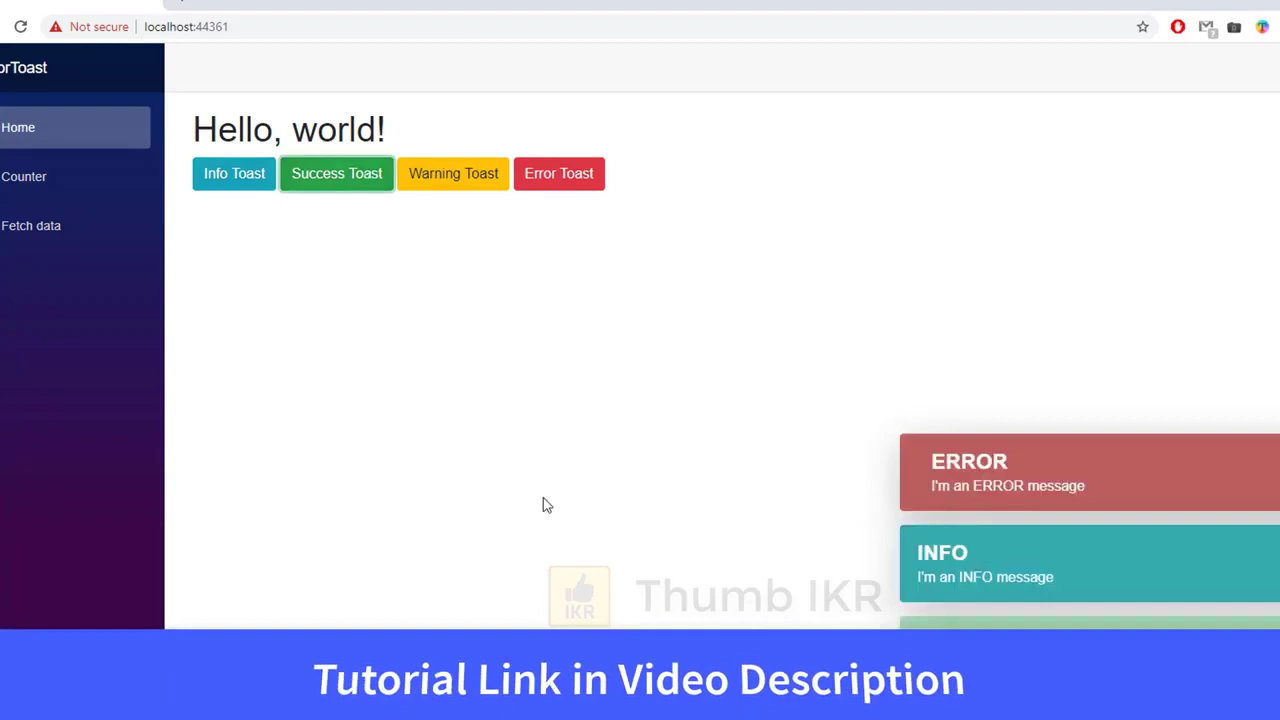 Not secure
localhost:44361
orToast
Home
Counter
Fetch data
Hello, world!
Info Toast
Success Toast
Warning Toast
Error Toast
ERROR
I'm an ERROR message
INFO
I'm an INFO message
IKR
Thumb IKR
Tutorial Link in Video Description